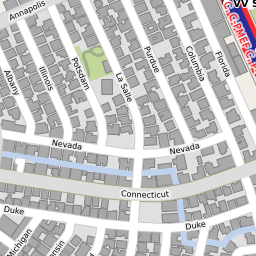 Annapolis
W s
Albany
Illinois
Potsdam
La Salle
Purdue
Columbia
Florida
Nevada
Nevada
Connecticut
Duke
Duke
Michigan